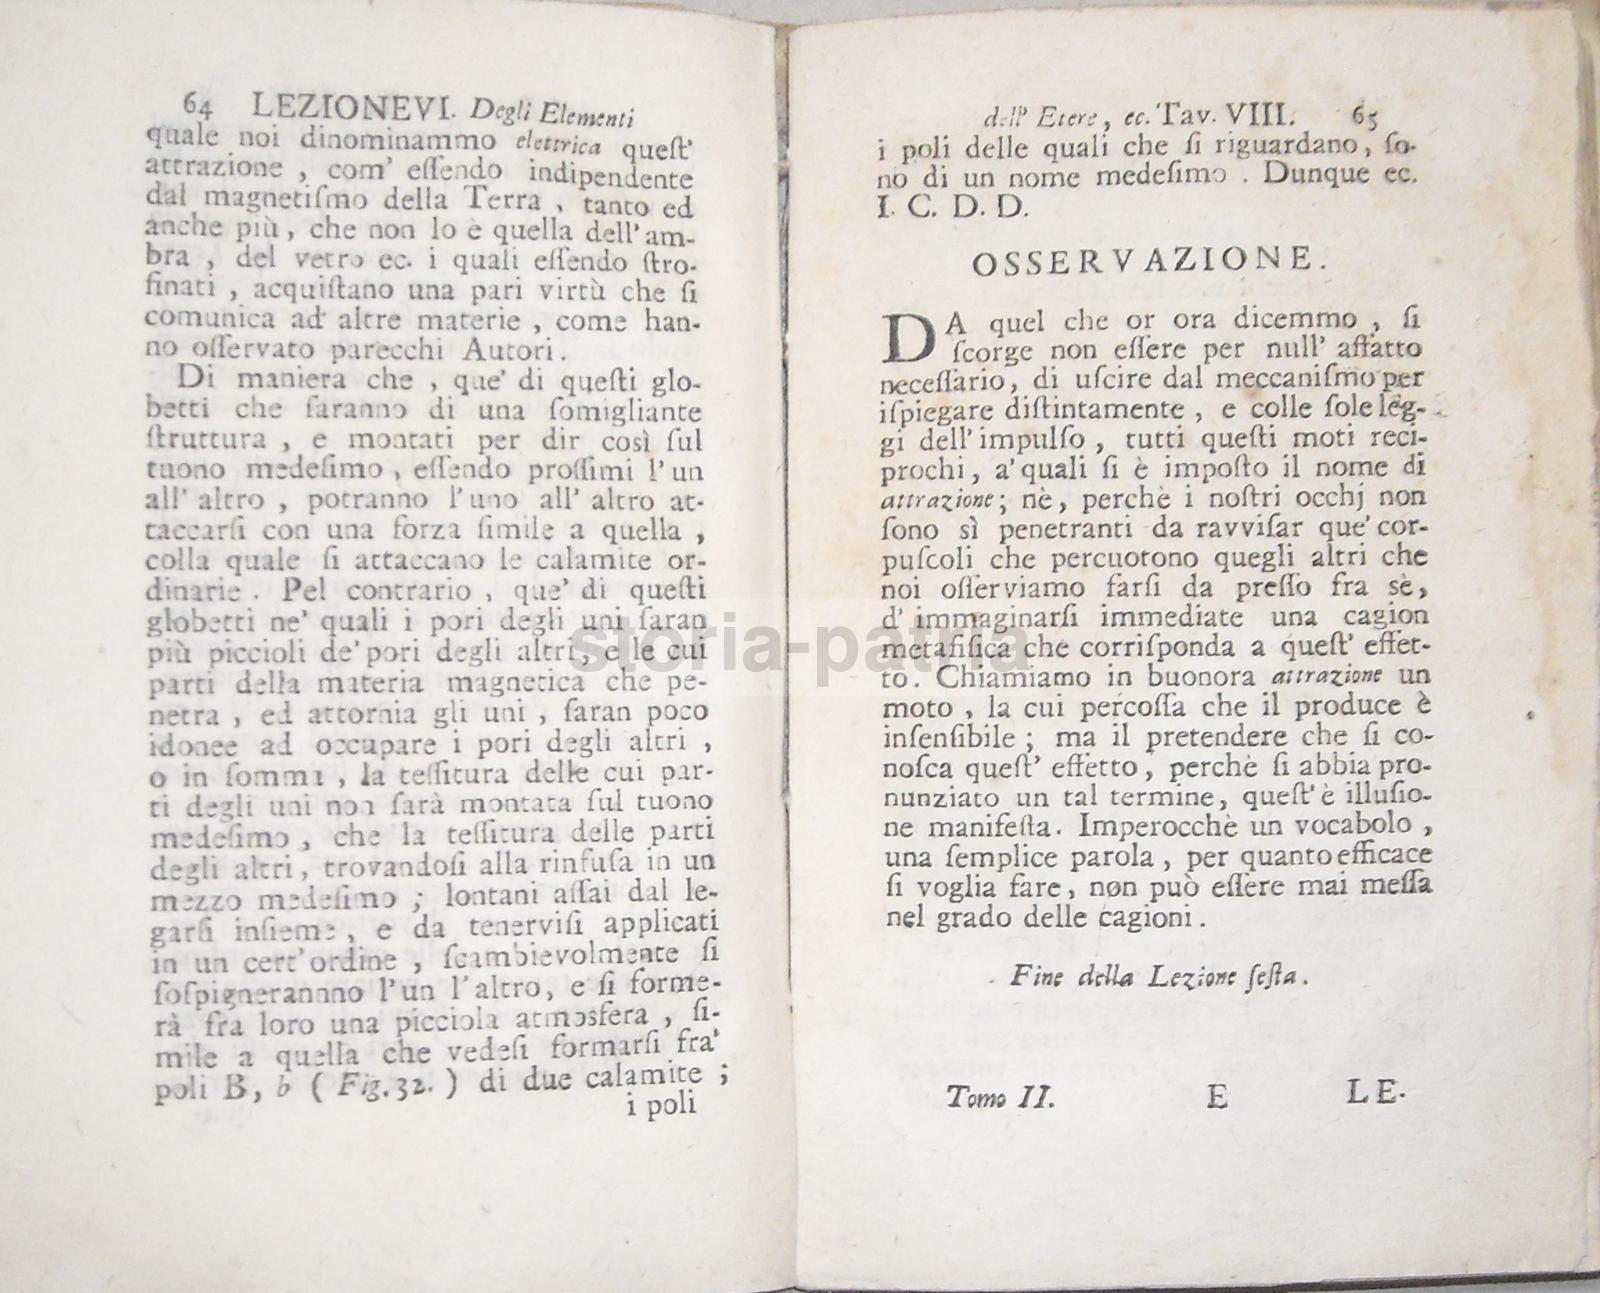 64 LEZIONE VI. Degli Elementi
quale noi dinominammo elettrica queſt'
attrazione , com' eſſendo indipendente
dal magnetiſmo della Terra , tanto ed
anche più , che non lo è quella dell' am-
bra , del vetro ec. i quali eſſendo ſtro-
finati , acquiſtano una pari virtù che ſi
comunica ad altre materie , come han-
no oſſervato parecchi Autori .
Di maniera che , que' di queſti glo-
betti che faranno di una ſomigliante
ſtruttura , e montati per dir così ſul
tuono medeſimo , eſſendo proſſimi l' un
all' altro , potranno l' uno all' altro at-
taccarſi con una forza ſimile a quella ,
colla quale ſi attaccano le calamite or-
dinarie . Pel contrario , que' di queſti
globetti ne' quali i pori degli uni ſaran
più piccioli de' pori degli altri , e le cui
parti della materia magnetica che pe-
netra , ed attornia gli uni , ſaran poco
idonee ad occupare i pori degli altri ,
o in ſomma , la teſſitura delle cui par-
ti degli uni non ſarà montata ſul tuono
medeſimo , che la teſſitura delle parti
degli altri , trovandoſi alla rinfuſa in un
mezzo medeſimo ; lontani aſſai dal le-
garſi inſieme , e da tenerviſi applicati
in un cert' ordine , ſcambievolmente ſi
ſoſpignerannno l' un l' altro , e ſi forme-
rà fra loro una picciola atmosfera , ſi-
mile a quella che vedeſi formarſi fra'
poli B, b ( Fig. 32. ) di due calamite ;
i poli
dell' Etere , ec. Tav. VIII. 65
i poli delle quali che ſi riguardano , ſo-
no di un nome medeſimo . Dunque ec.
I. C. D. D.
OSSERVAZIONE.
DA quel che or ora dicemmo , ſi
ſcorge non eſſere per null' affatto
neceſſario , di uſcire dal meccaniſmo per
iſpiegare diſtintamente , e colle ſole leg-
gi dell' impulſo , tutti queſti moti reci-
prochi , a' quali ſi è impoſto il nome di
attrazione ; nè , perchè i noſtri occhj non
ſono sì penetranti da ravviſar que' cor-
puſcoli che percuotono quegli altri che
noi oſſerviamo farſi da preſſo fra sè ,
d' immaginarſi immediate una cagion
metafiſica che corriſponda a queſt' effet-
to . Chiamiamo in buonora attrazione un
moto , la cui percoſſa che il produce è
inſenſibile ; ma il pretendere che ſi co-
noſca queſt' effetto , perchè ſi abbia pro-
nunziato un tal termine , queſt' è illuſio-
ne manifeſta . Imperocchè un vocabolo ,
una ſemplice parola , per quanto efficace
ſi voglia fare , non può eſſere mai meſſa
nel grado delle cagioni .
Fine della Lezione ſeſta .
Tomo II. E LE-
storia-patria